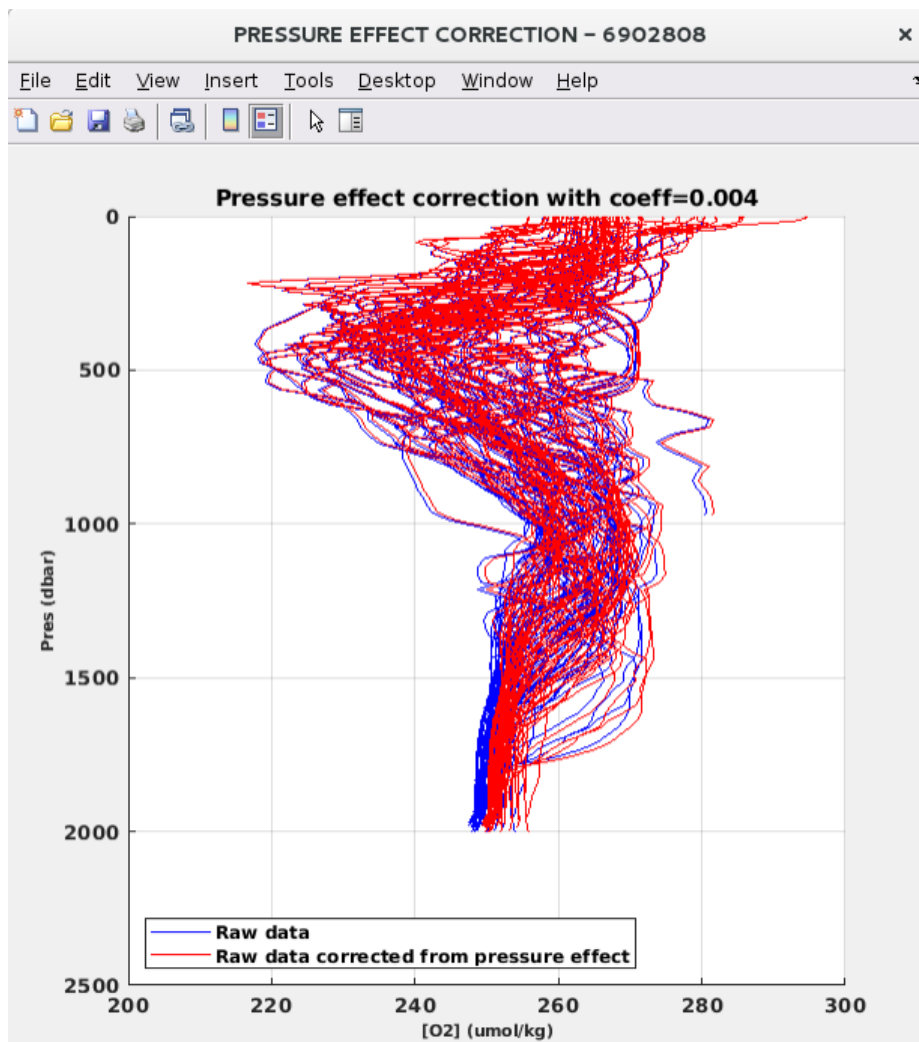 PRESSURE EFFECT CORRECTION – 6902808
File Edit View Insert Tools Desktop Window Help
Pressure effect correction with coeff=0.004
0
500
1000
1500
2000
2500
Pres (dbar)
Raw data
Raw data corrected from pressure effect
200 220 240 260 280 300
[O2] (umol/kg)